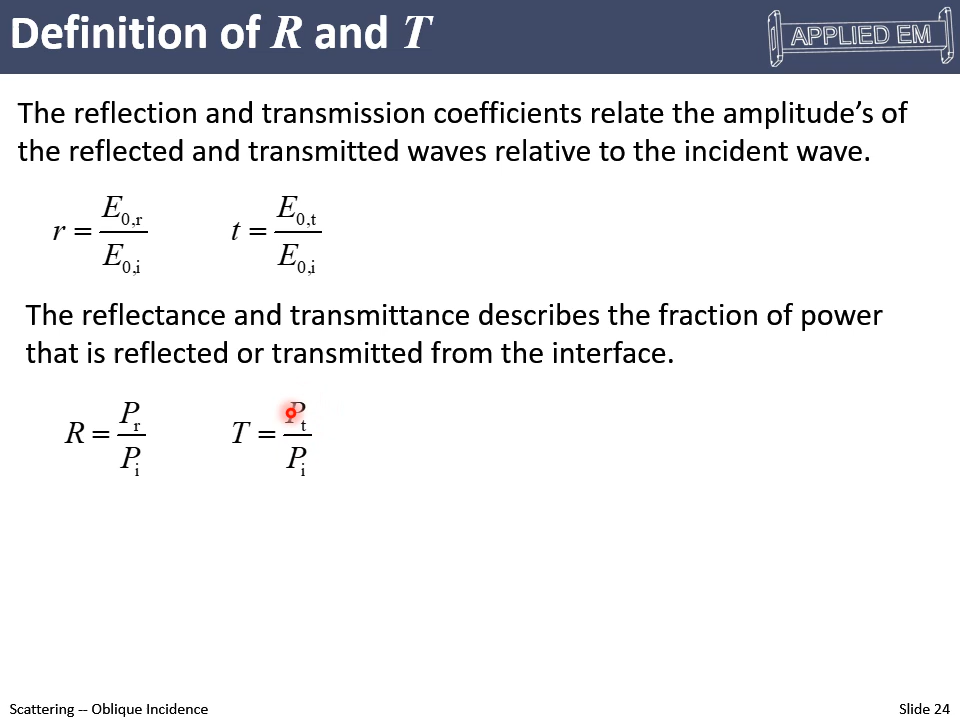 Definition of R and T
APPLIED EM
The reflection and transmission coefficients relate the amplitude’s of
the reflected and transmitted waves relative to the incident wave.
r = E0,r / E0,i    t = E0,t / E0,i
The reflectance and transmittance describes the fraction of power
that is reflected or transmitted from the interface.
R = Pr / Pi    T = Pt / Pi
Scattering -- Oblique Incidence
Slide 24